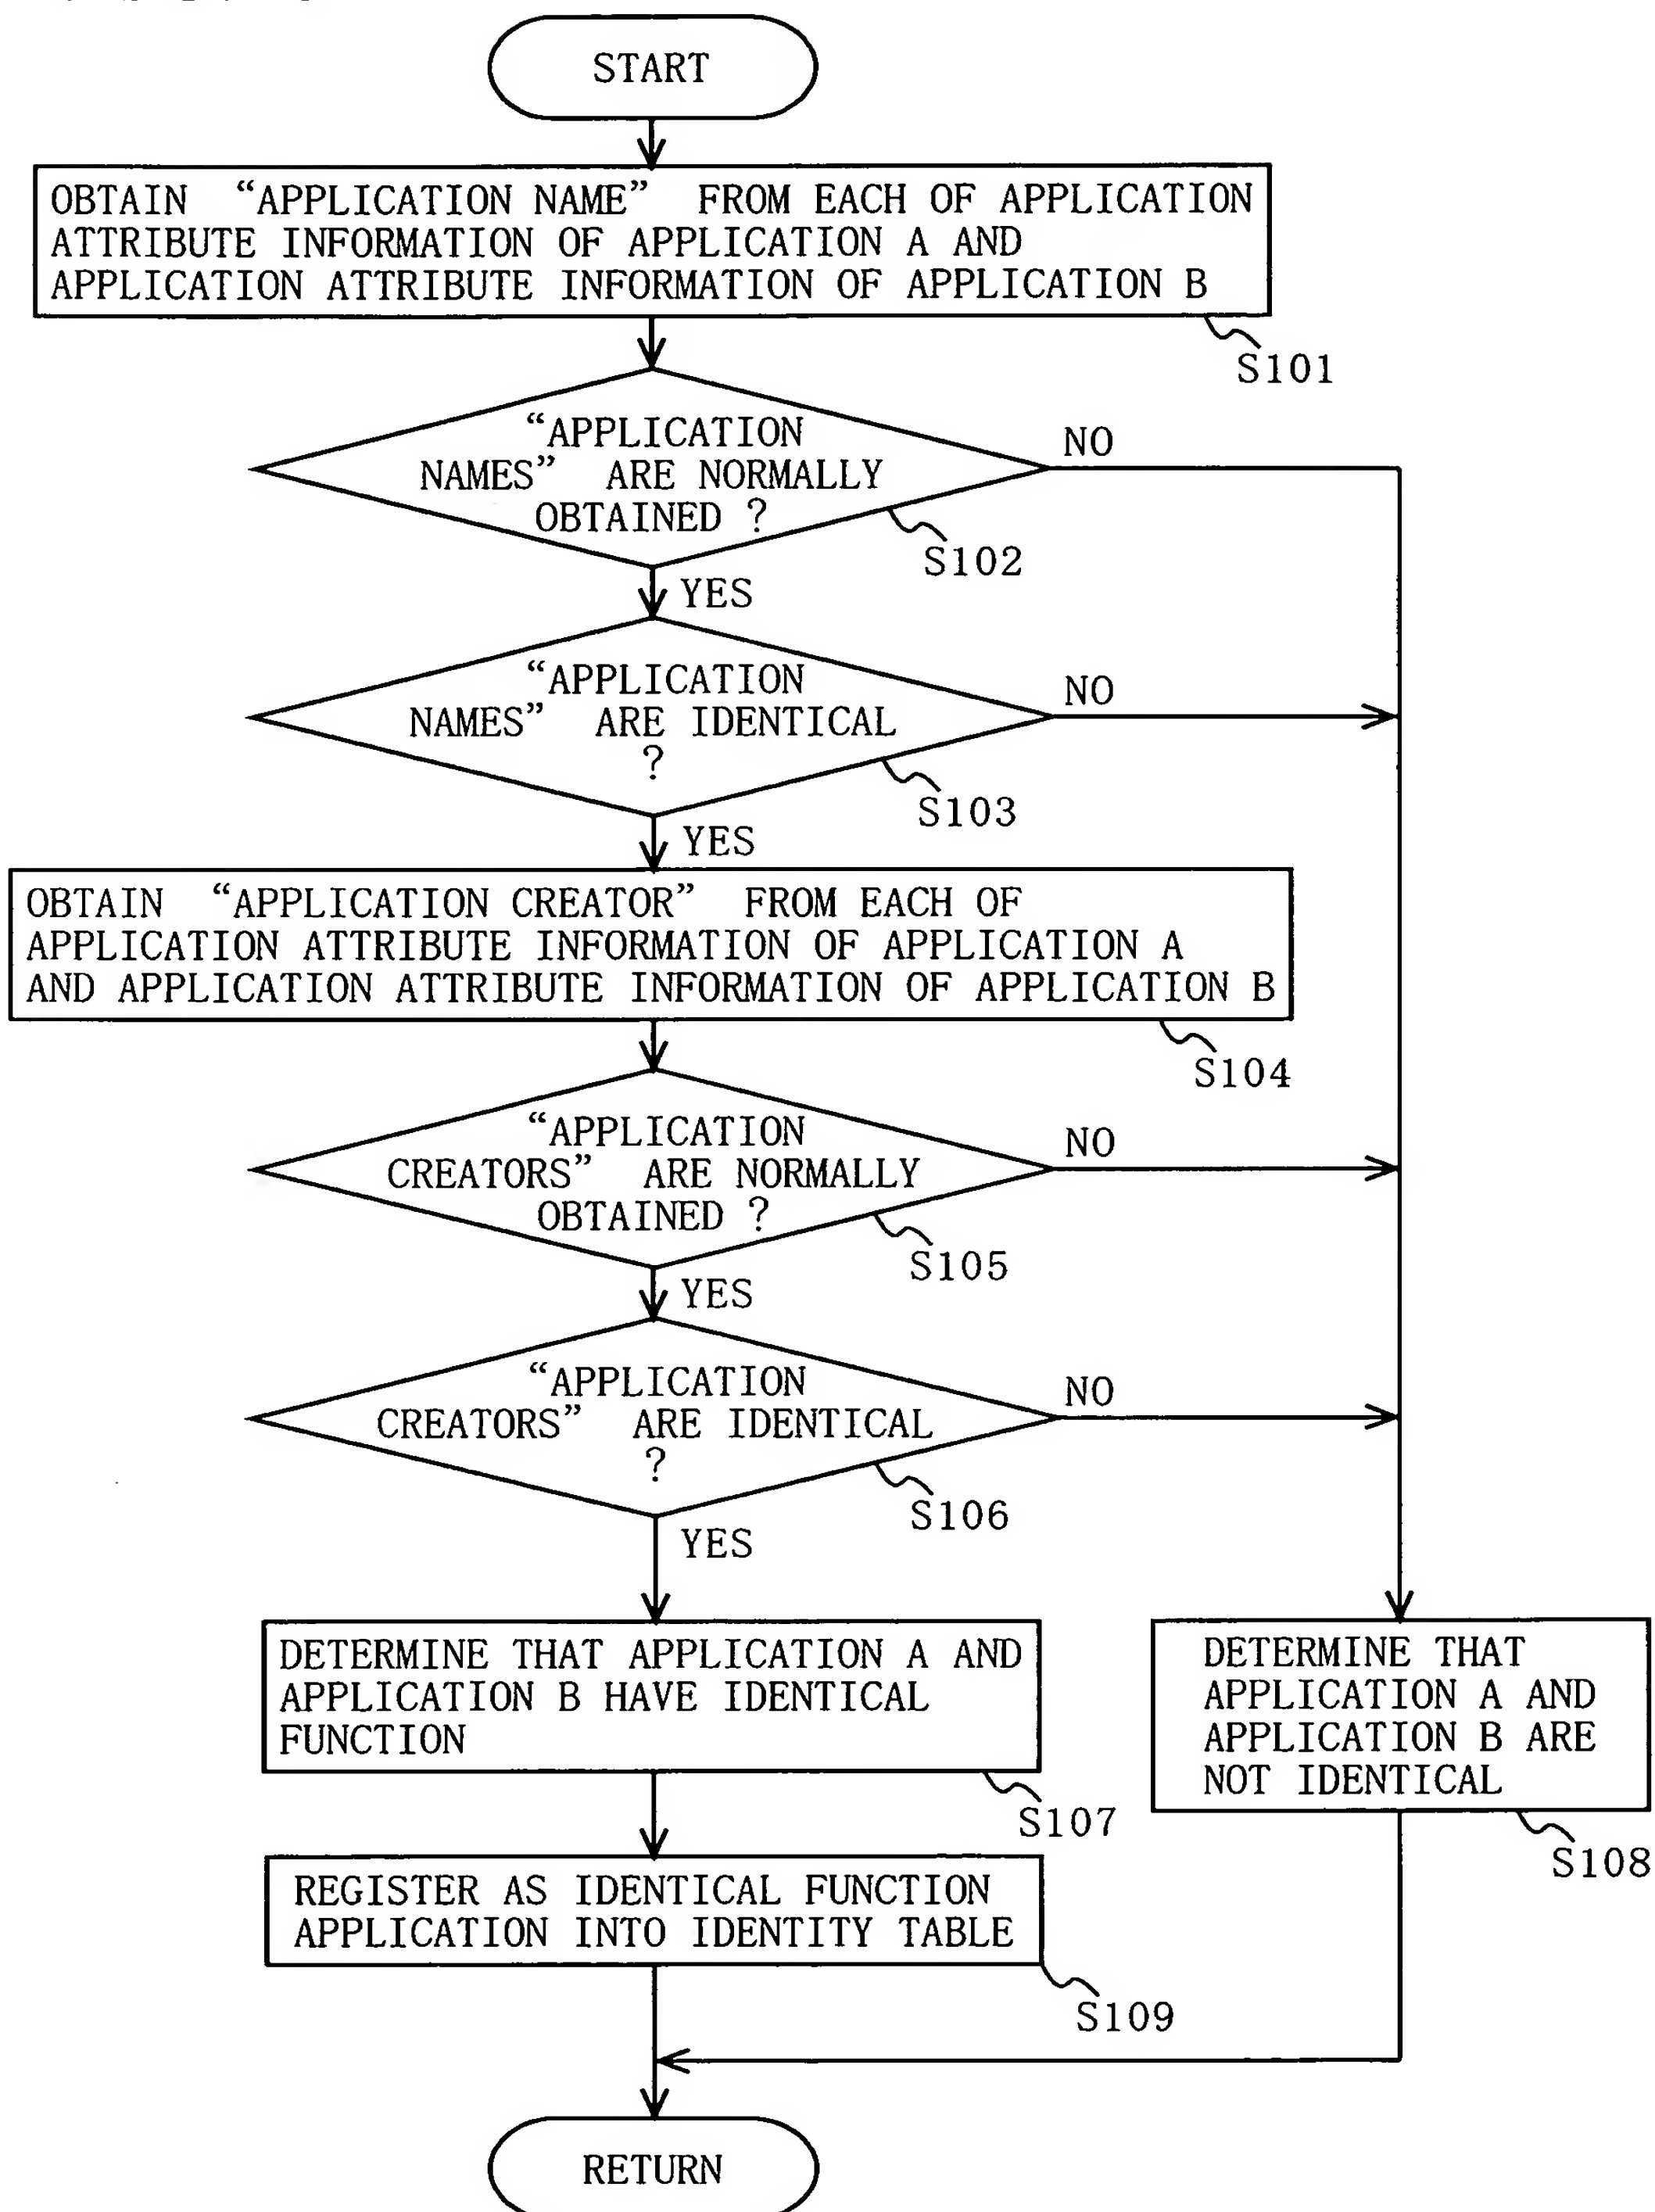 START
OBTAIN “APPLICATION NAME” FROM EACH OF APPLICATION
ATTRIBUTE INFORMATION OF APPLICATION A AND
APPLICATION ATTRIBUTE INFORMATION OF APPLICATION B
S101
“APPLICATION
NAMES” ARE NORMALLY
OBTAINED ?
NO
S102
YES
“APPLICATION
NAMES” ARE IDENTICAL
?
NO
S103
YES
OBTAIN “APPLICATION CREATOR” FROM EACH OF
APPLICATION ATTRIBUTE INFORMATION OF APPLICATION A
AND APPLICATION ATTRIBUTE INFORMATION OF APPLICATION B
S104
“APPLICATION
CREATORS” ARE NORMALLY
OBTAINED ?
NO
S105
YES
“APPLICATION
CREATORS” ARE IDENTICAL
?
NO
S106
YES
DETERMINE THAT APPLICATION A AND
APPLICATION B HAVE IDENTICAL
FUNCTION
S107
DETERMINE THAT
APPLICATION A AND
APPLICATION B ARE
NOT IDENTICAL
S108
REGISTER AS IDENTICAL FUNCTION
APPLICATION INTO IDENTITY TABLE
S109
RETURN